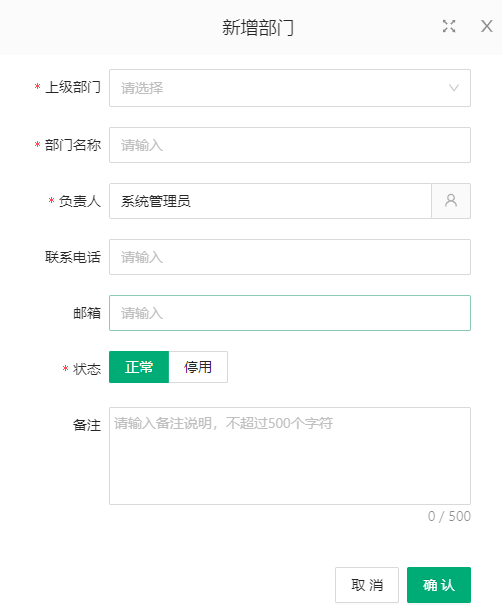 新增部门
* 上级部门 请选择
* 部门名称 请输入
* 负责人 系统管理员
联系电话 请输入
邮箱 请输入
* 状态 正常 停用
备注 请输入备注说明，不超过500个字符
0 / 500
取 消 确 认